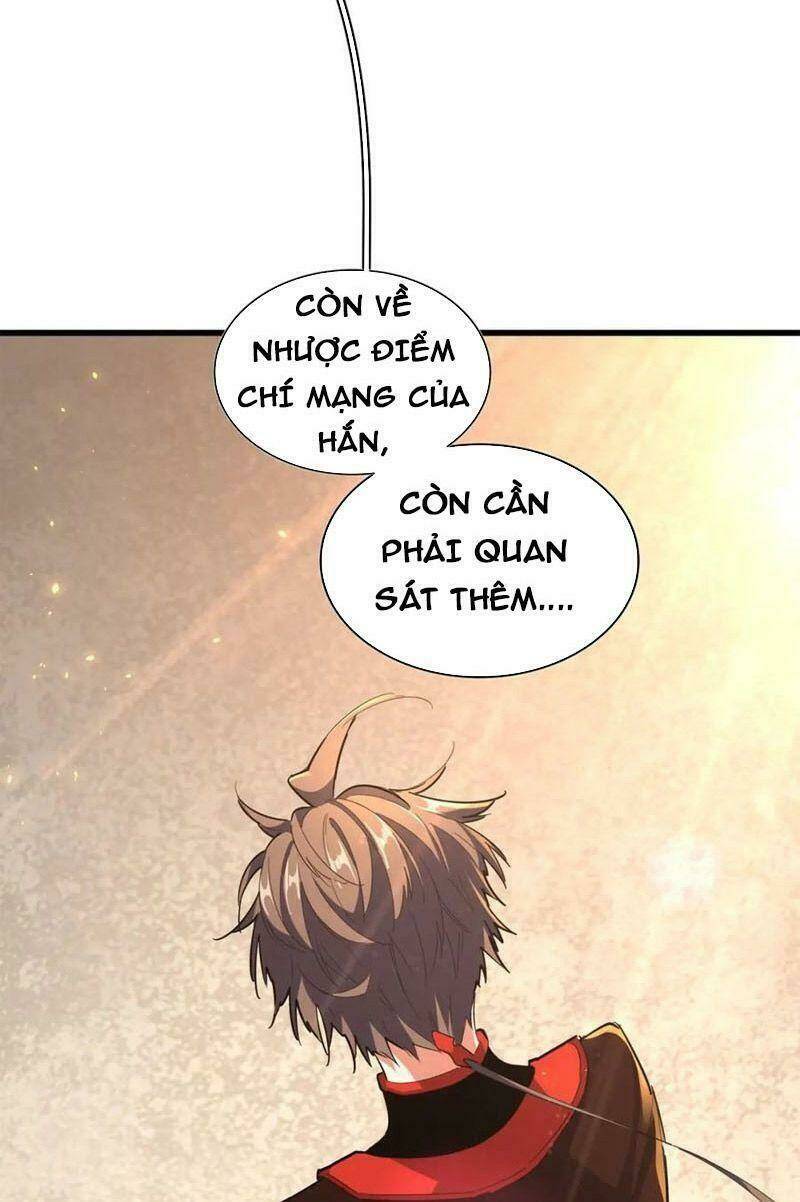 CÒN VỀ
NHƯỢC ĐIỂM
CHÍ MẠNG CỦA
HẮN,
CÒN CẦN
PHẢI QUAN
SÁT THÊM....